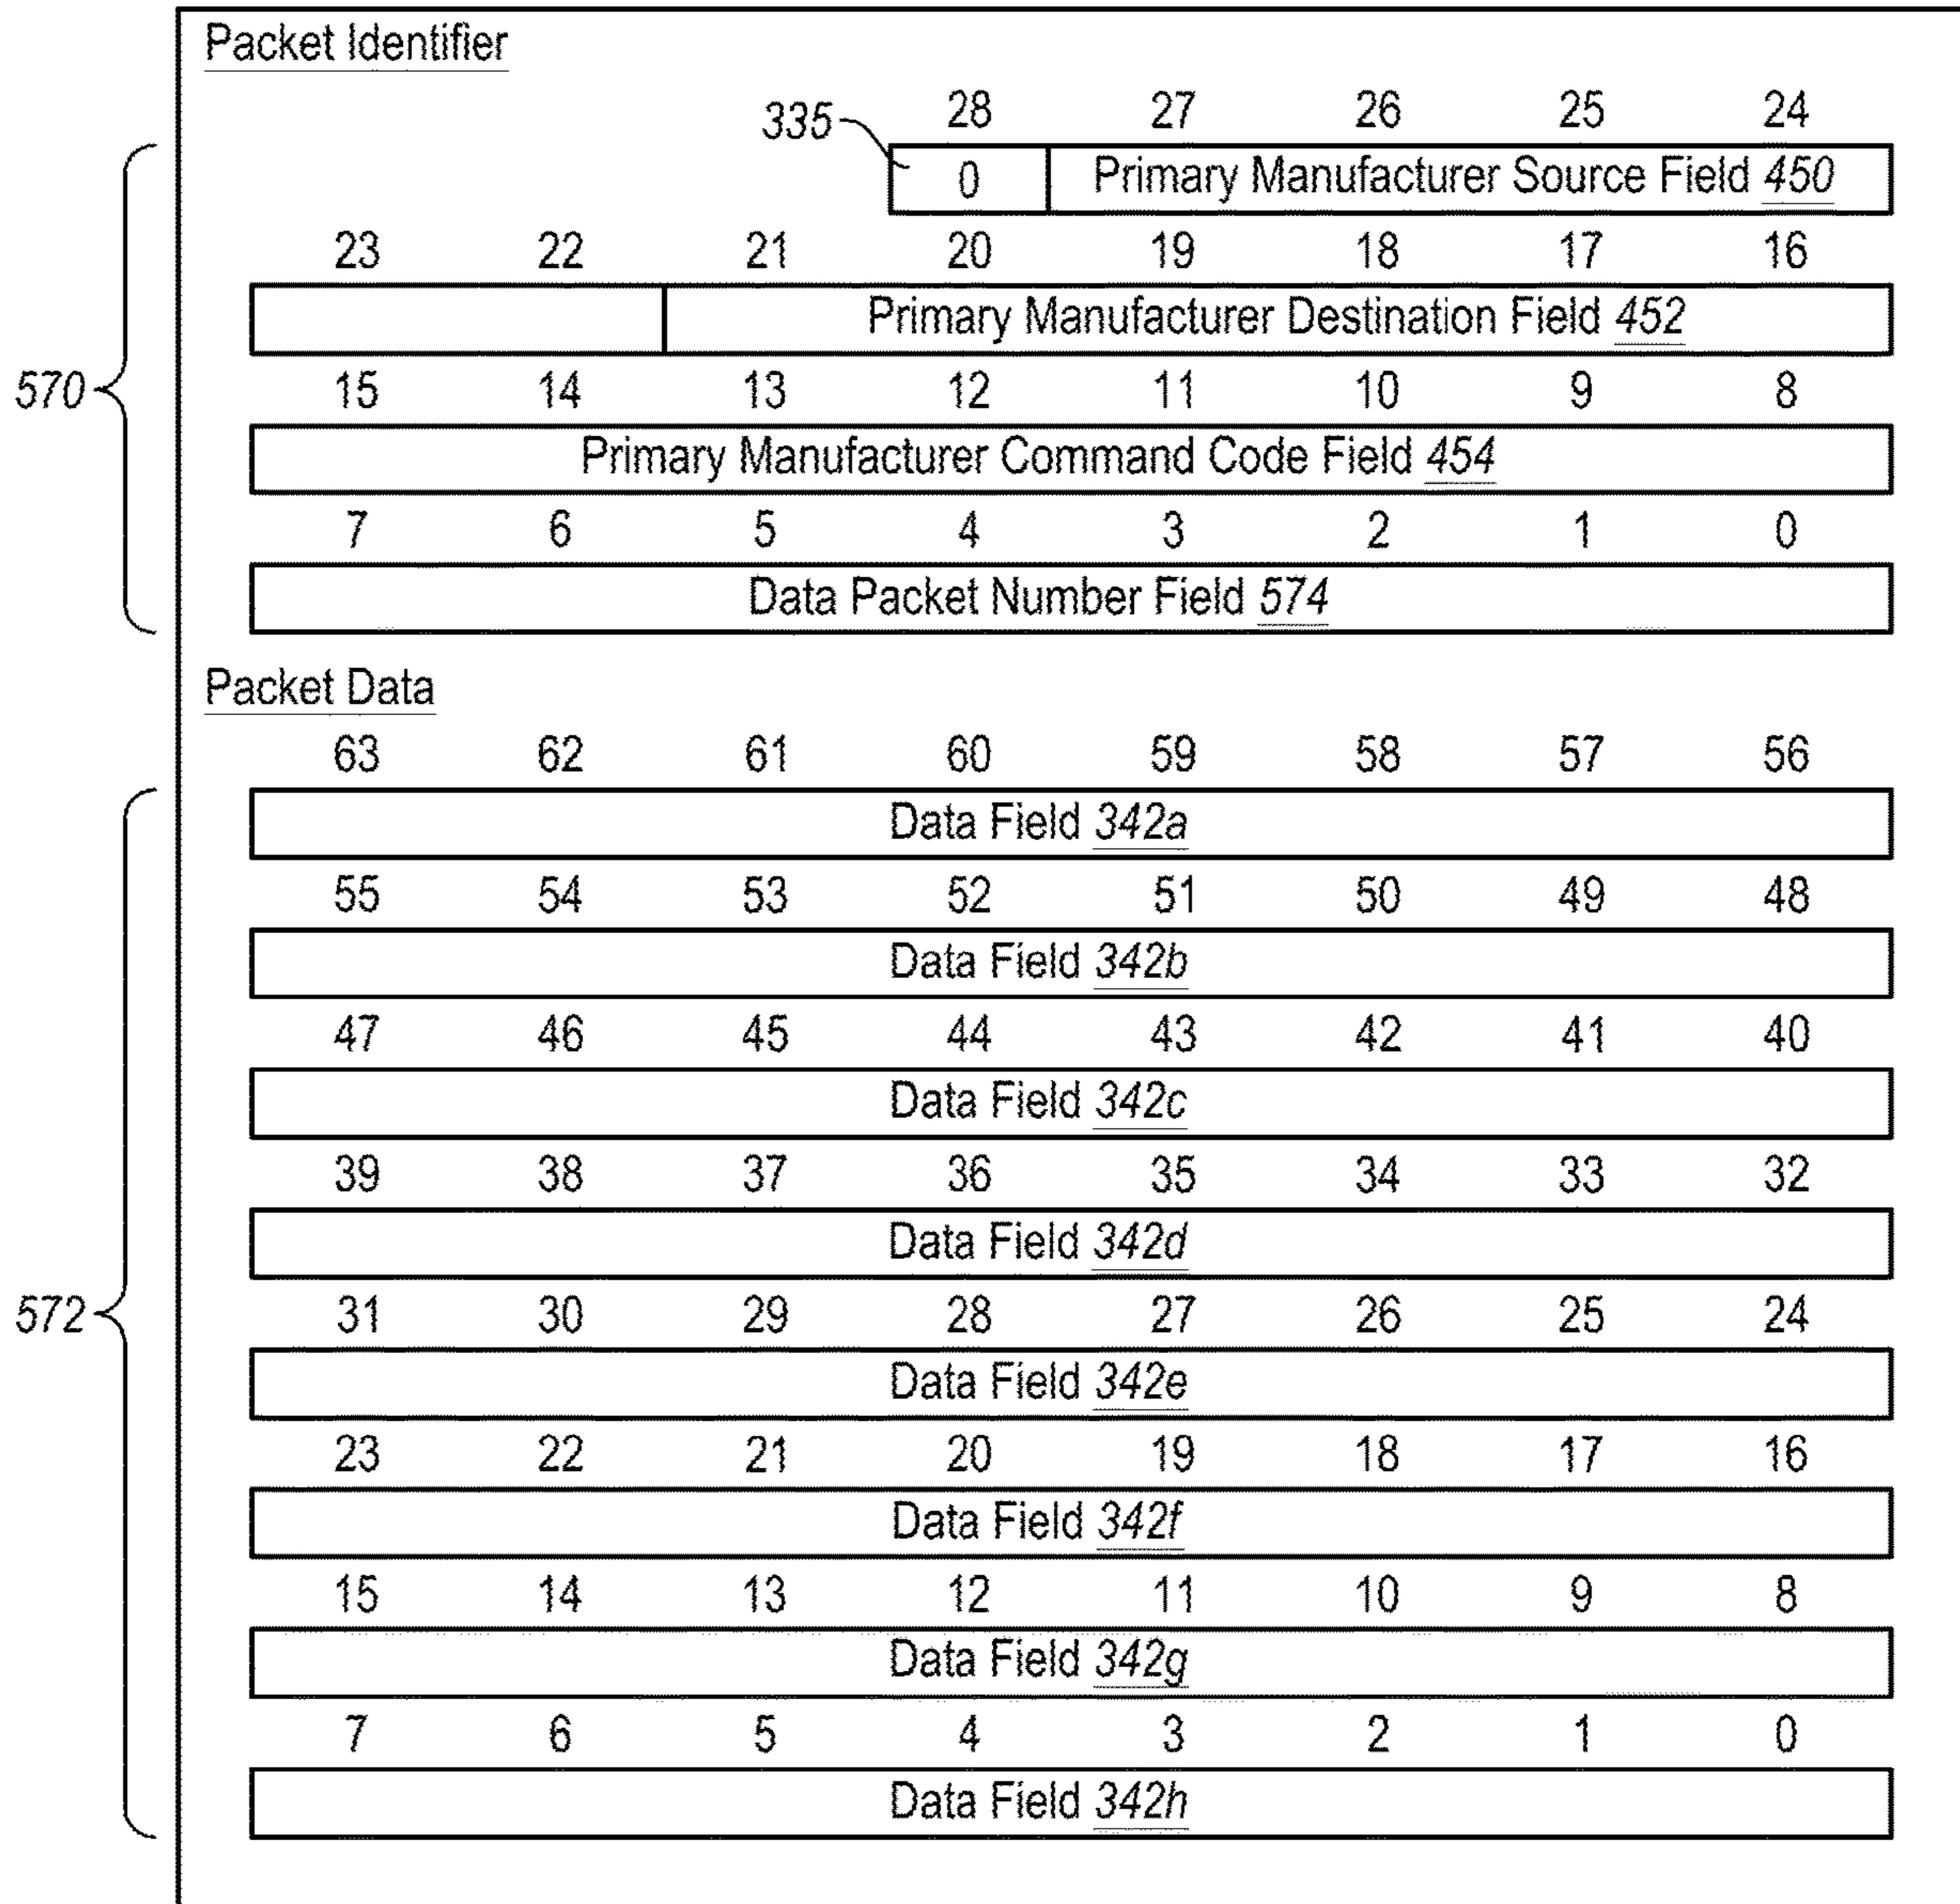 Packet Identifier
335 28 27 26 25 24
0 Primary Manufacturer Source Field 450
23 22 21 20 19 18 17 16
Primary Manufacturer Destination Field 452
570 15 14 13 12 11 10 9 8
Primary Manufacturer Command Code Field 454
7 6 5 4 3 2 1 0
Data Packet Number Field 574
Packet Data
63 62 61 60 59 58 57 56
Data Field 342a
55 54 53 52 51 50 49 48
Data Field 342b
47 46 45 44 43 42 41 40
Data Field 342c
39 38 37 36 35 34 33 32
Data Field 342d
572 31 30 29 28 27 26 25 24
Data Field 342e
23 22 21 20 19 18 17 16
Data Field 342f
15 14 13 12 11 10 9 8
Data Field 342g
7 6 5 4 3 2 1 0
Data Field 342h